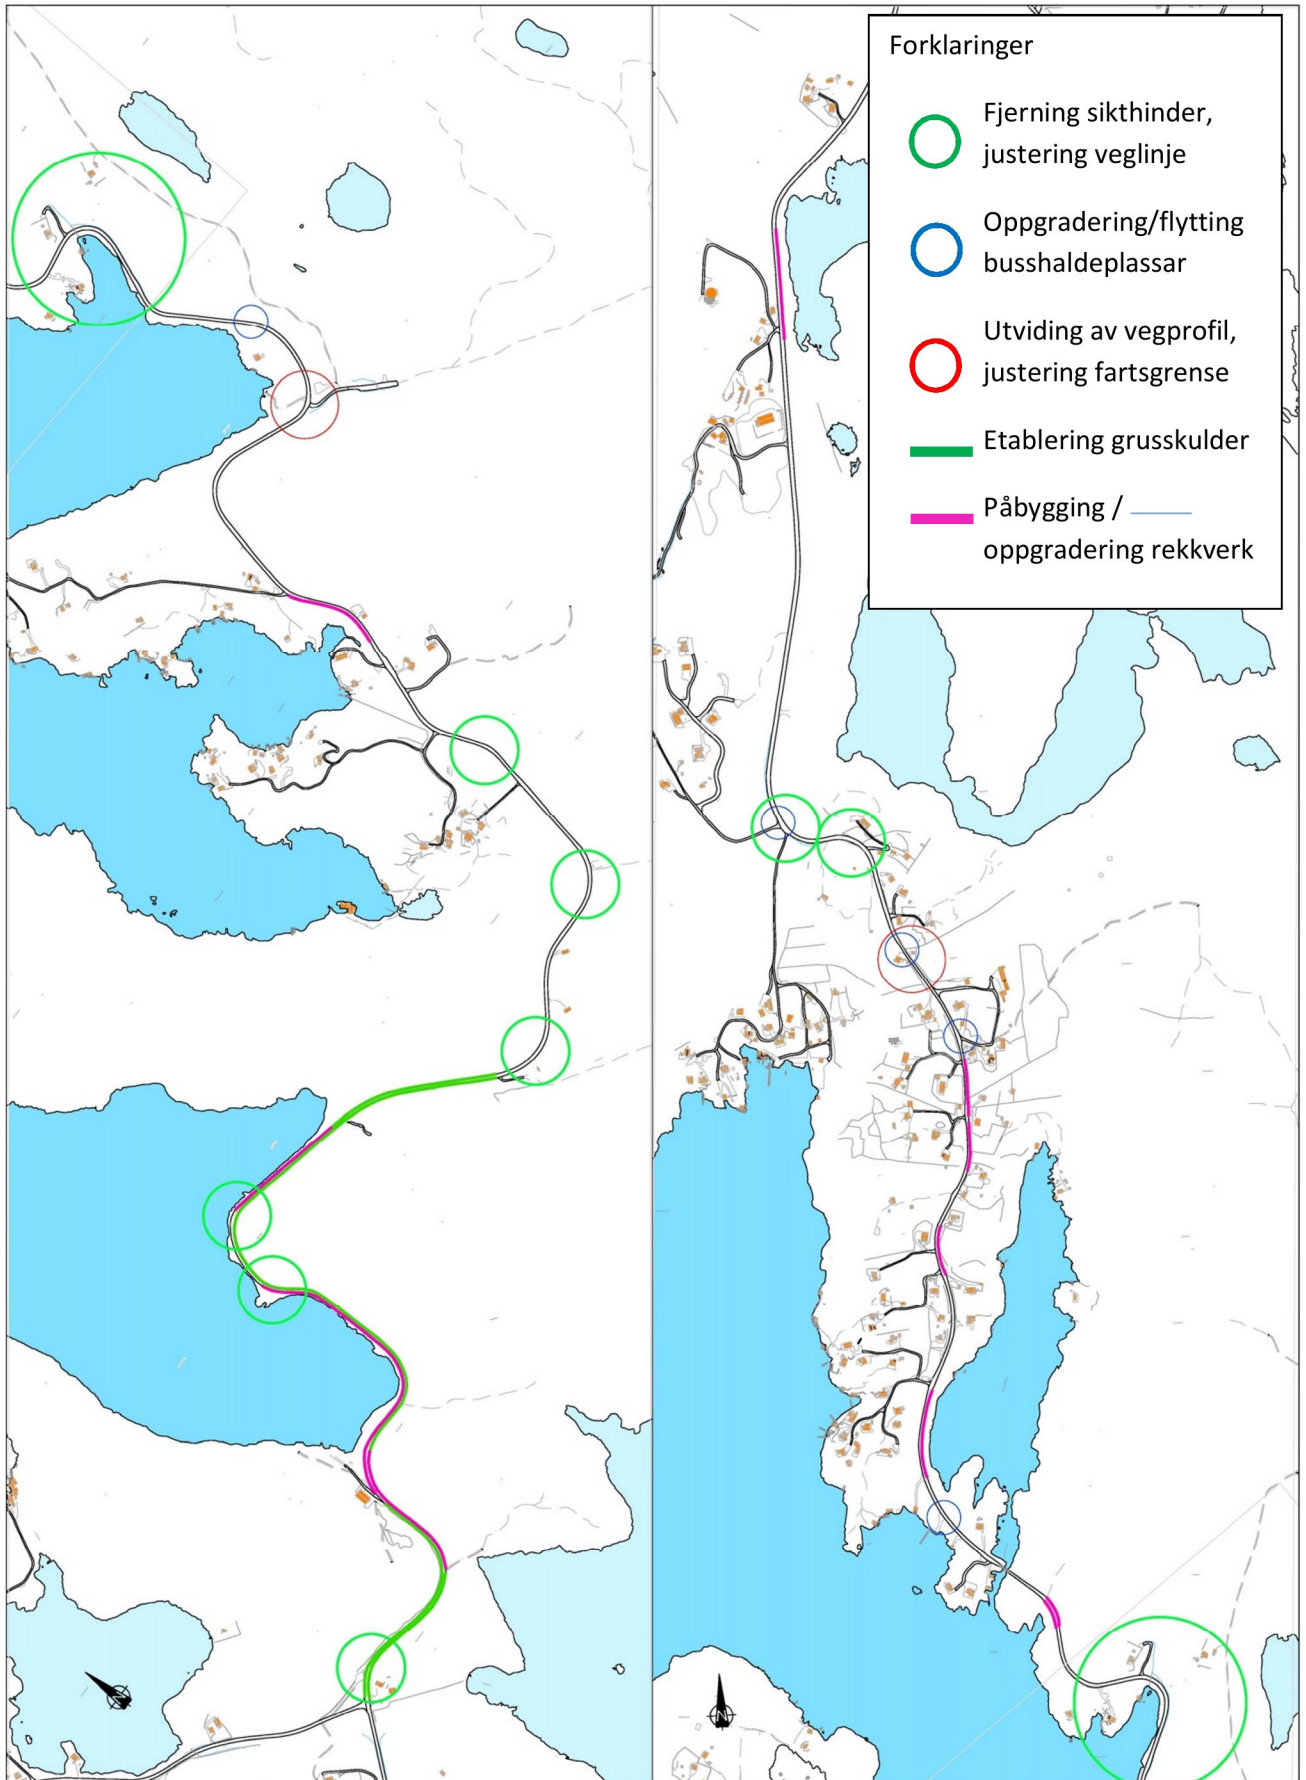 Forklaringer
Fjerning sikthinder,
justering veglinje
Oppgradering/flytting
busshaldeplassar
Utviding av vegprofil,
justering fartsgrense
Etablering grusskulder
Påbygging /
oppgradering rekkverk
N
N